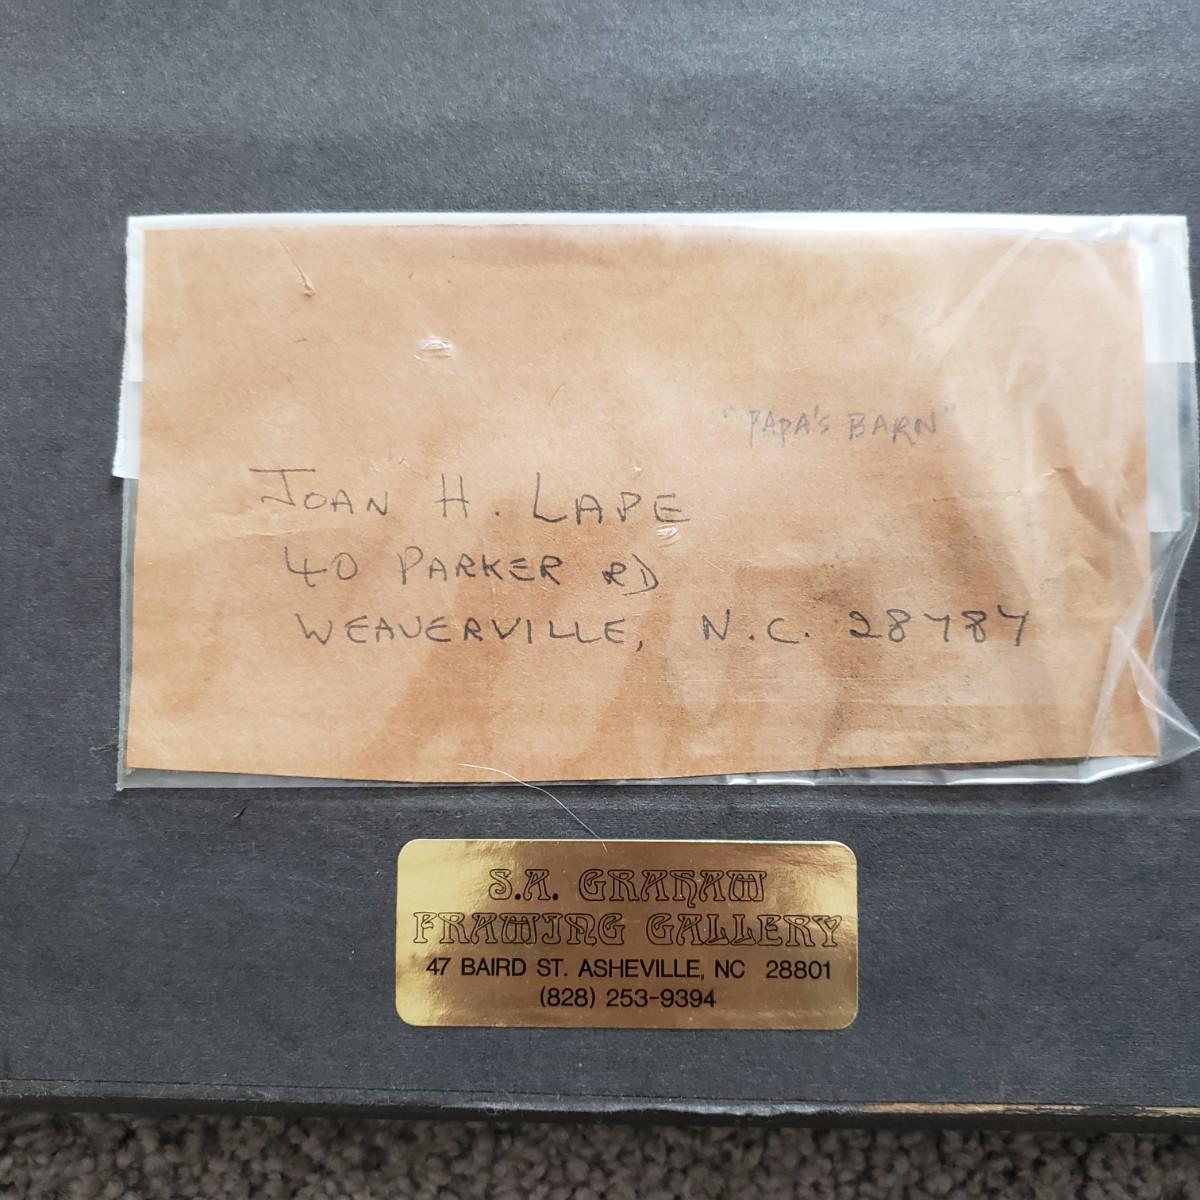 "PAPA'S BARN"
JOAN H. LAPE
40 PARKER RD
WEAVERVILLE, N.C. 28787
S.A. GRAHAM
FRAMING GALLERY
47 BAIRD ST. ASHEVILLE, NC 28801
(828) 253-9394